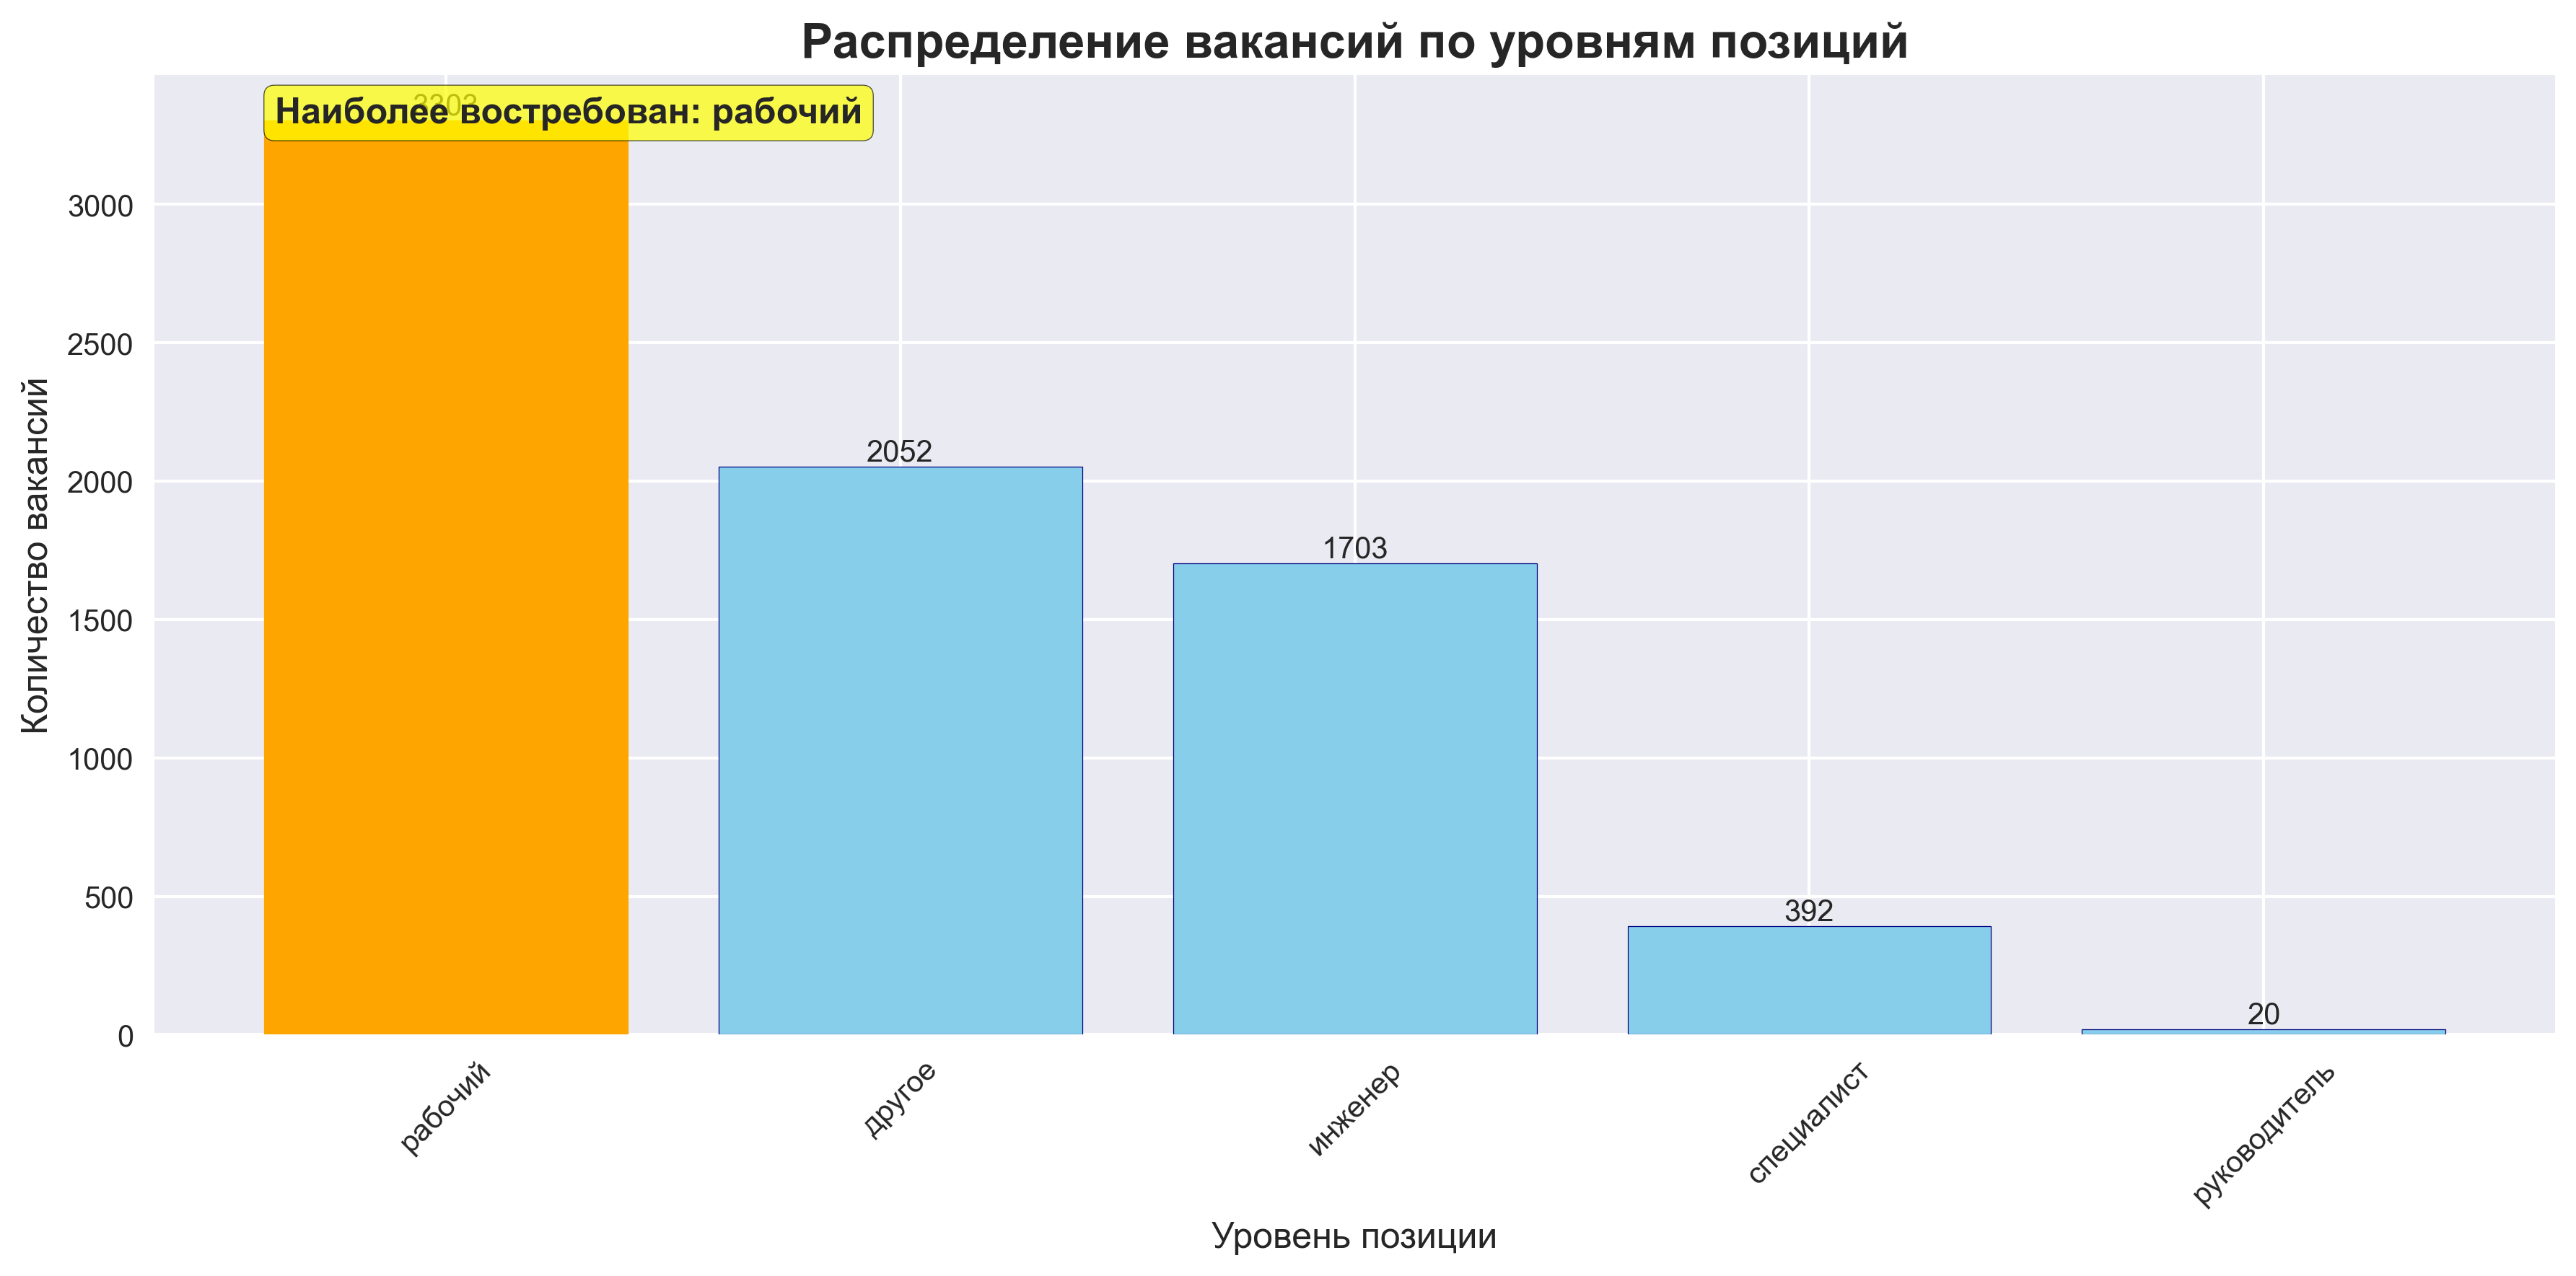 Распределение вакансий по уровням позиций
3303
Наиболее востребован: рабочий
3000
2500
2000
1500
1000
500
0
Количество вакансий
2052
1703
392
20
рабочий
другое
инженер
специалист
руководитель
Уровень позиции